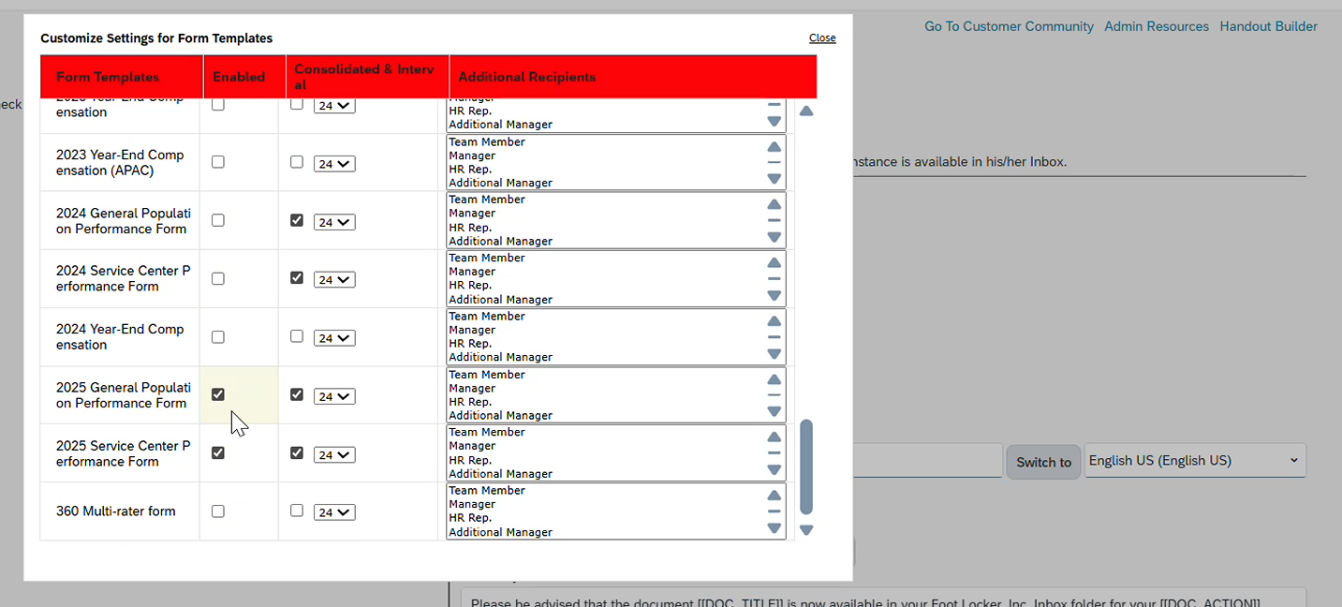 Go To Customer Community Admin Resources Handout Builder
Customize Settings for Form Templates Close
Form Templates Enabled Consolidated & Interv
al Additional Recipients
eck
ensation
24
Manager
HR Rep.
Additional Manager
2023 Year-End Comp
ensation (APAC)
24
Team Member
Manager
HR Rep.
Additional Manager
nstance is available in his/her Inbox.
2024 General Populati
on Performance Form
24
Team Member
Manager
HR Rep.
Additional Manager
2024 Service Center P
erformance Form
24
Team Member
Manager
HR Rep.
Additional Manager
2024 Year-End Comp
ensation
24
Team Member
Manager
HR Rep.
Additional Manager
2025 General Populati
on Performance Form
24
Team Member
Manager
HR Rep.
Additional Manager
2025 Service Center P
erformance Form
24
Team Member
Manager
HR Rep.
Additional Manager
Switch to English US (English US)
360 Multi-rater form
24
Team Member
Manager
HR Rep.
Additional Manager
Please be advised that the document [[DOC_TITLE]] is now available in your Foot Locker, Inc. Inbox folder for your [[DOC_ACTION]]